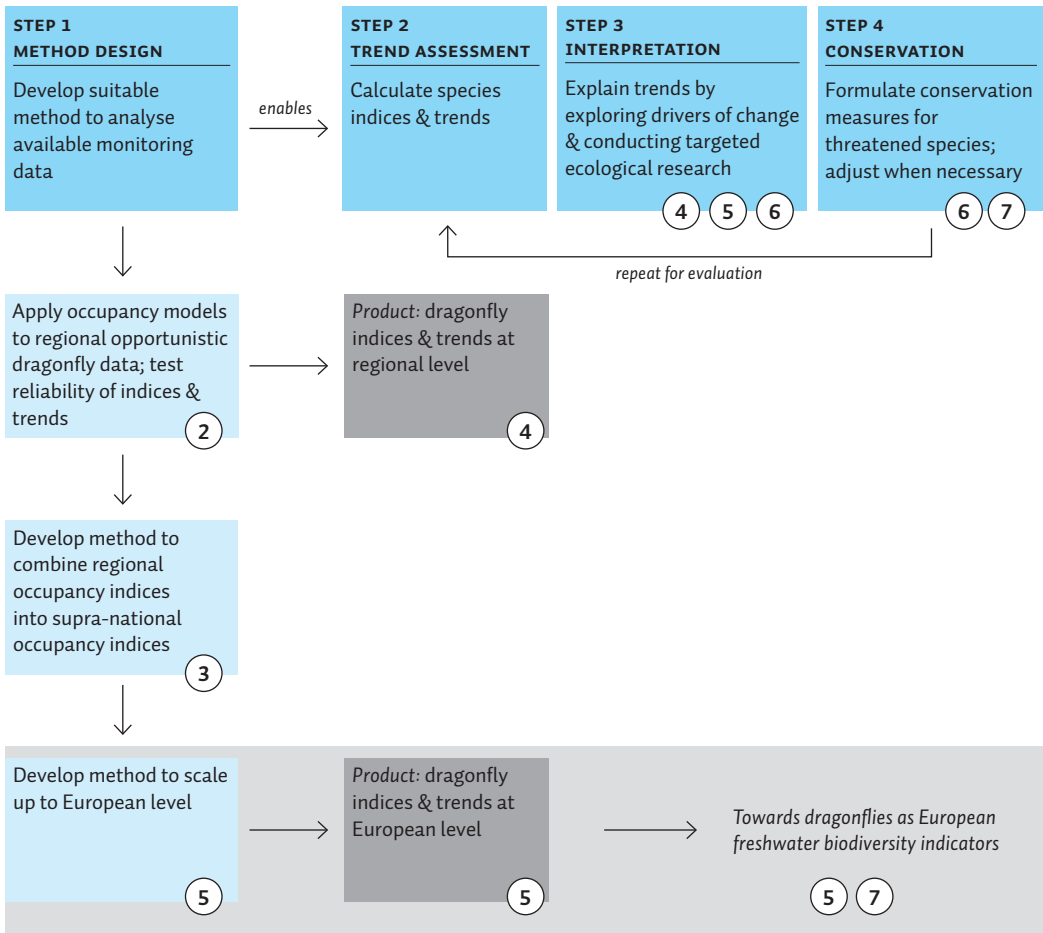 STEP 1
METHOD DESIGN
Develop suitable
method to analyse
available monitoring
data
enables
STEP 2
TREND ASSESSMENT
Calculate species
indices & trends
STEP 3
INTERPRETATION
Explain trends by
exploring drivers of change
& conducting targeted
ecological research
4 5 6
STEP 4
CONSERVATION
Formulate conservation
measures for
threatened species;
adjust when necessary
6 7
repeat for evaluation
Apply occupancy models
to regional opportunistic
dragonfly data; test
reliability of indices &
trends
2
Product: dragonfly
indices & trends at
regional level
4
Develop method to
combine regional
occupancy indices
into supra-national
occupancy indices
3
Develop method to scale
up to European level
5
Product: dragonfly
indices & trends at
European level
5
Towards dragonflies as European
freshwater biodiversity indicators
5 7